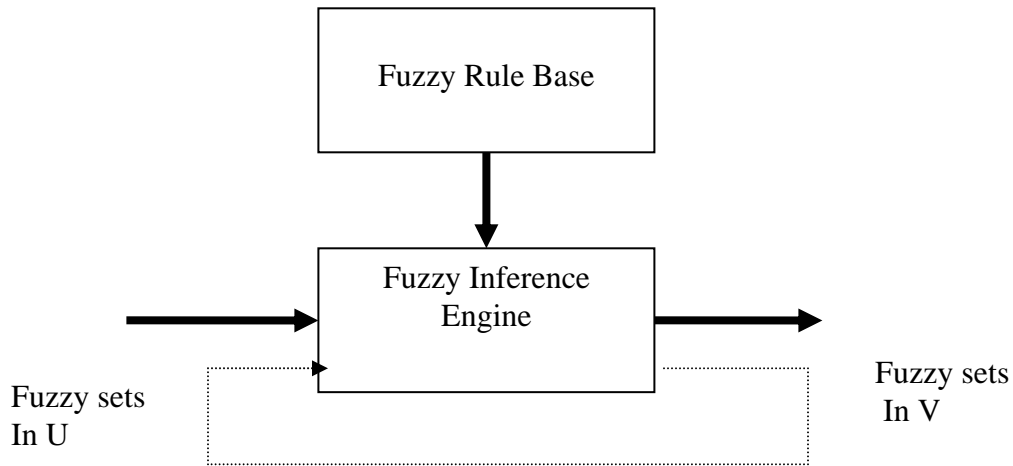 Fuzzy Rule Base
Fuzzy Inference
Engine
Fuzzy sets
In U
Fuzzy sets
In V